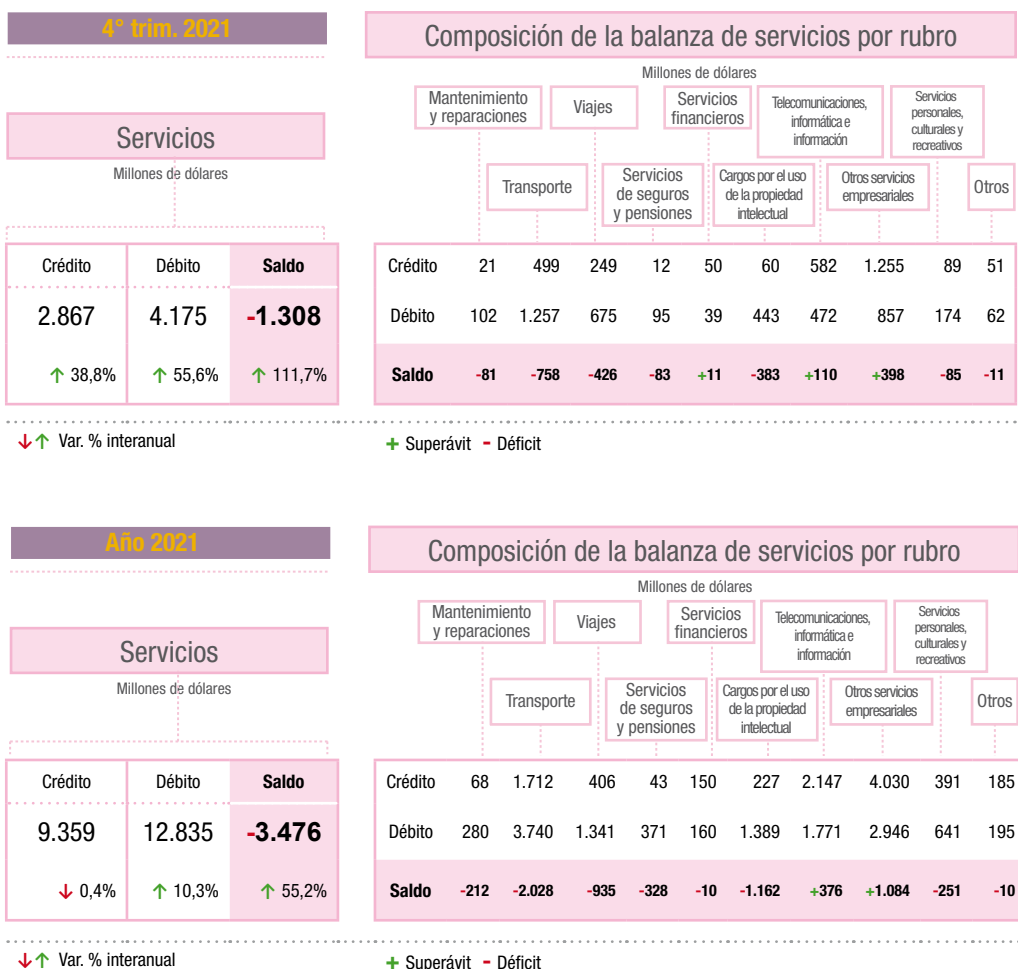 4° trim. 2021
Composición de la balanza de servicios por rubro
Millones de dólares
Servicios
Millones de dólares
Mantenimiento
y reparaciones
Transporte
Viajes
Servicios
de seguros
y pensiones
Servicios
financieros
Cargos por el uso
de la propiedad
intelectual
Telecomunicaciones,
informática e
información
Otros servicios
empresariales
Servicios
personales,
culturales y
recreativos
Otros
Crédito Débito Saldo
2.867 4.175 -1.308
↑ 38,8% ↑ 55,6% ↑ 111,7%
Crédito 21 499 249 12 50 60 582 1.255 89 51
Débito 102 1.257 675 95 39 443 472 857 174 62
Saldo -81 -758 -426 -83 +11 -383 +110 +398 -85 -11
↓↑ Var. % interanual
+ Superávit - Déficit
Año 2021
Composición de la balanza de servicios por rubro
Millones de dólares
Servicios
Millones de dólares
Mantenimiento
y reparaciones
Transporte
Viajes
Servicios
de seguros
y pensiones
Servicios
financieros
Cargos por el uso
de la propiedad
intelectual
Telecomunicaciones,
informática e
información
Otros servicios
empresariales
Servicios
personales,
culturales y
recreativos
Otros
Crédito Débito Saldo
9.359 12.835 -3.476
↓ 0,4% ↑ 10,3% ↑ 55,2%
Crédito 68 1.712 406 43 150 227 2.147 4.030 391 185
Débito 280 3.740 1.341 371 160 1.389 1.771 2.946 641 195
Saldo -212 -2.028 -935 -328 -10 -1.162 +376 +1.084 -251 -10
↓↑ Var. % interanual
+ Superávit - Déficit